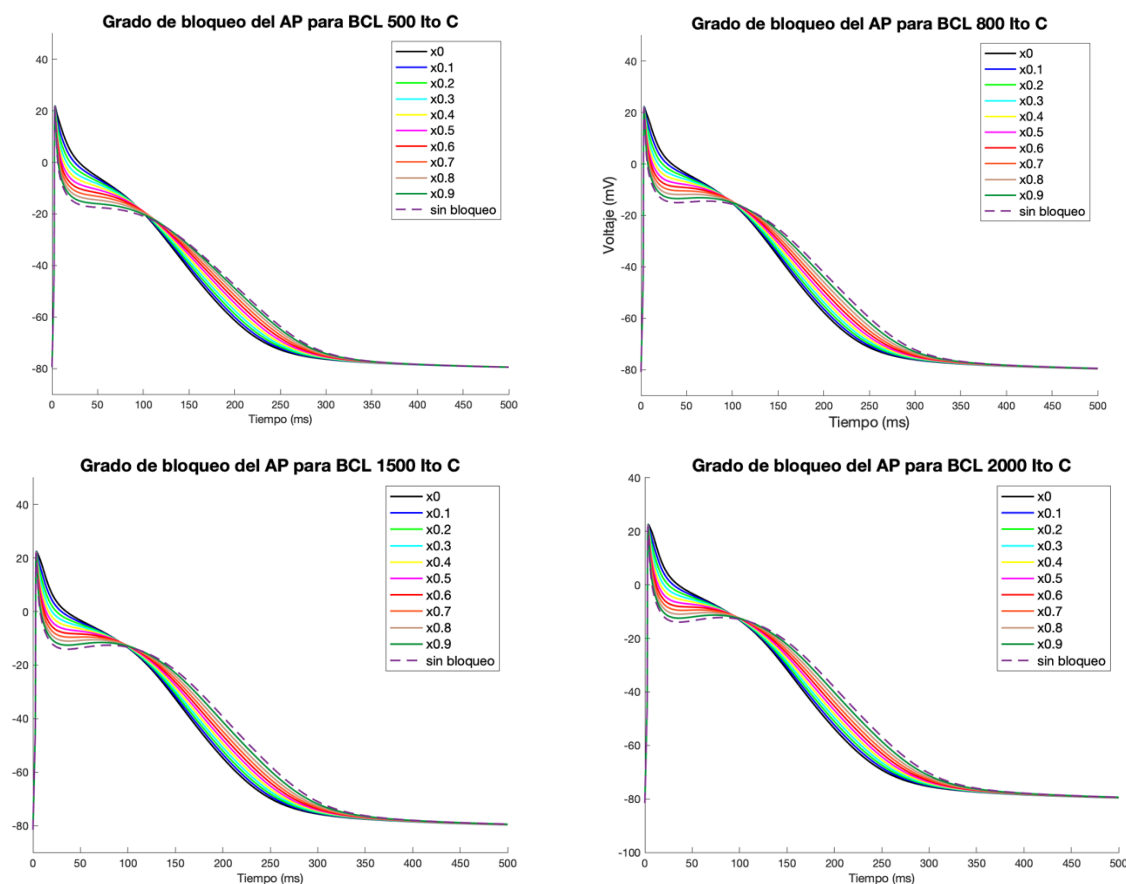 Grado de bloqueo del AP para BCL 500 Ito C
40
20
0
-20
-40
-60
-80
0 50 100 150 200 250 300 350 400 450 500
Tiempo (ms)
x0
x0.1
x0.2
x0.3
x0.4
x0.5
x0.6
x0.7
x0.8
x0.9
sin bloqueo
Grado de bloqueo del AP para BCL 800 Ito C
Voltaje (mV)
40
20
0
-20
-40
-60
-80
0 50 100 150 200 250 300 350 400 450 500
Tiempo (ms)
x0
x0.1
x0.2
x0.3
x0.4
x0.5
x0.6
x0.7
x0.8
x0.9
sin bloqueo
Grado de bloqueo del AP para BCL 1500 Ito C
40
20
0
-20
-40
-60
-80
0 50 100 150 200 250 300 350 400 450 500
Tiempo (ms)
x0
x0.1
x0.2
x0.3
x0.4
x0.5
x0.6
x0.7
x0.8
x0.9
sin bloqueo
Grado de bloqueo del AP para BCL 2000 Ito C
40
20
0
-20
-40
-60
-80
-100
0 50 100 150 200 250 300 350 400 450 500
Tiempo (ms)
x0
x0.1
x0.2
x0.3
x0.4
x0.5
x0.6
x0.7
x0.8
x0.9
sin bloqueo